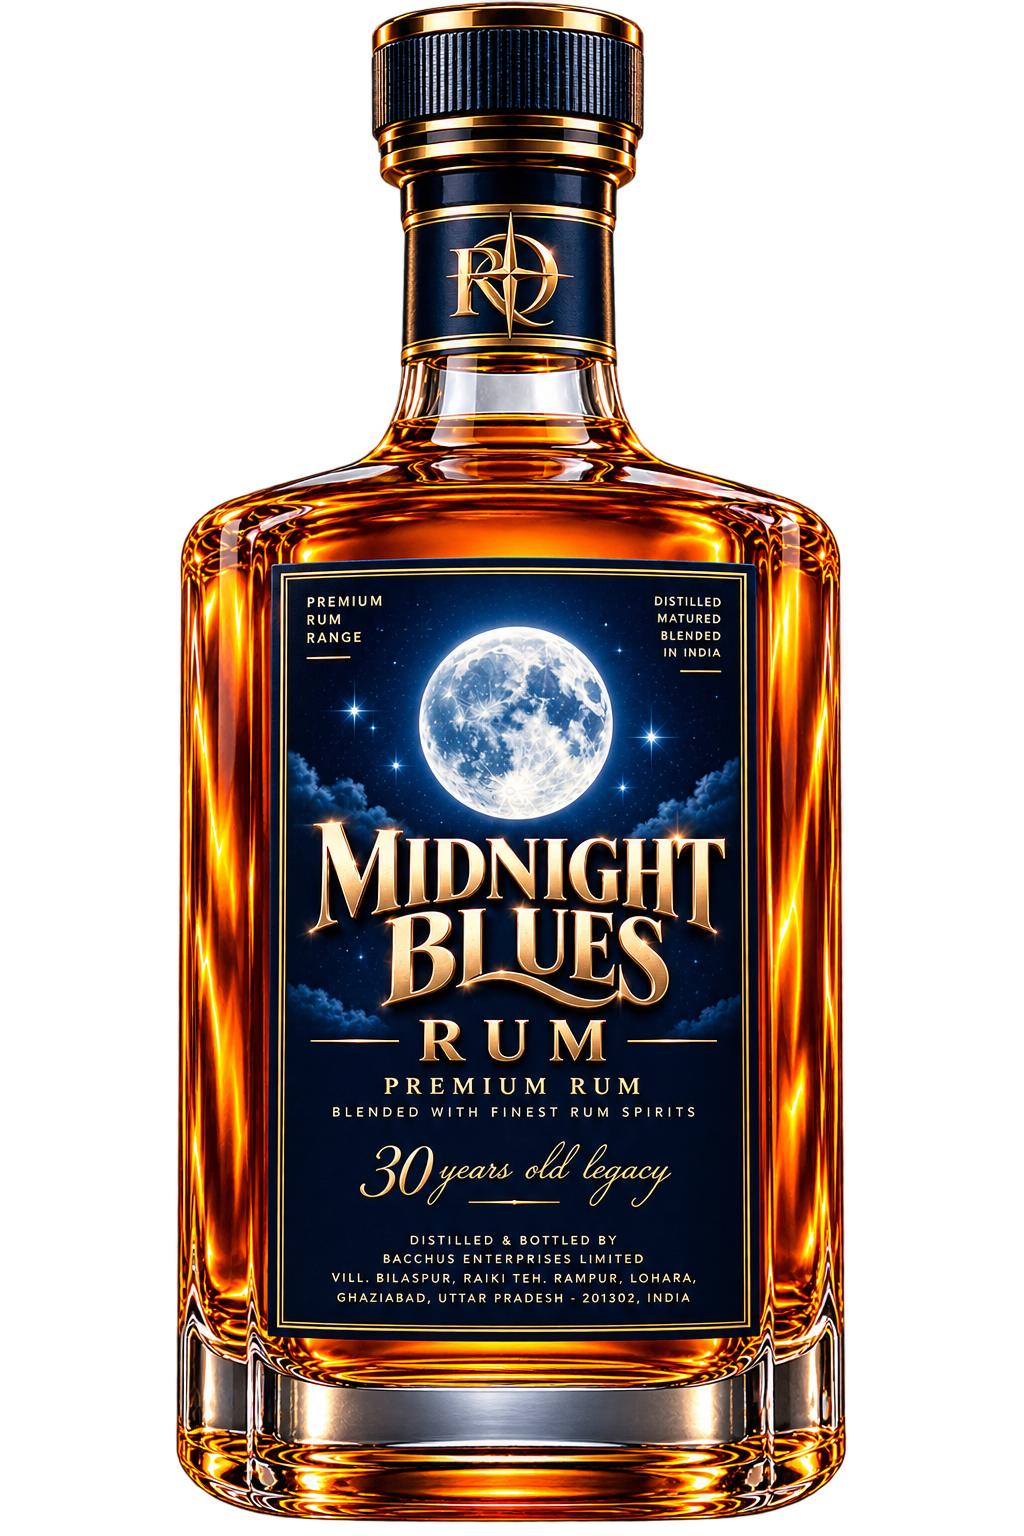 RQ
PREMIUM
RUM
RANGE
DISTILLED
MATURED
BLENDED
IN INDIA
MIDNIGHT
BLUES
RUM
PREMIUM RUM
BLENDED WITH FINEST RUM SPIRITS
30 years old legacy
DISTILLED & BOTTLED BY
BACCHUS ENTERPRISES LIMITED
VILL. BILASPUR, RAIKI TEH. RAMPUR, LOHARA,
GHAZIABAD, UTTAR PRADESH - 201302, INDIA